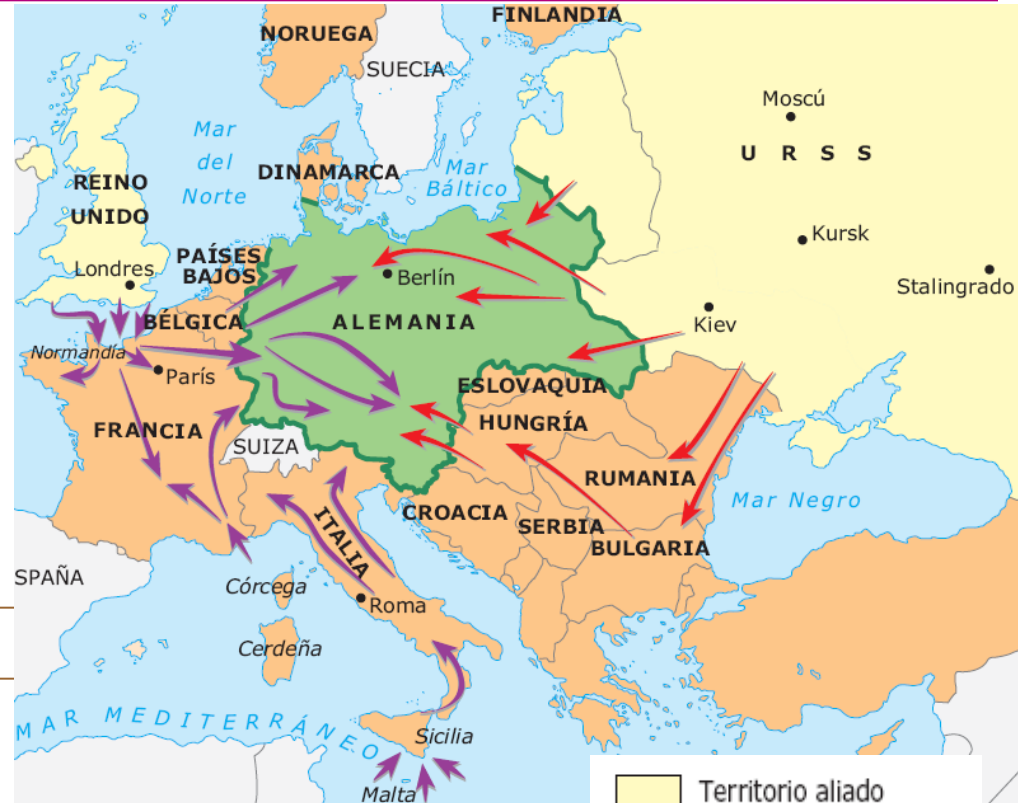 FINLANDIA
NORUEGA
SUECIA
Moscú
U R S S
Mar
del
Norte
DINAMARCA
Mar
Báltico
REINO
UNIDO
Kursk
PAÍSES
BAJOS
Londres
Berlín
Stalingrado
BÉLGICA
ALEMANIA
Kiev
Normandía
París
ESLOVAQUIA
HUNGRÍA
FRANCIA
SUIZA
RUMANIA
Mar Negro
CROACIA
SERBIA
ITALIA
BULGARIA
SPAÑA
Córcega
Roma
Cerdeña
MAR MEDITERRÁNEO
Sicilia
Malta
Territorio aliado